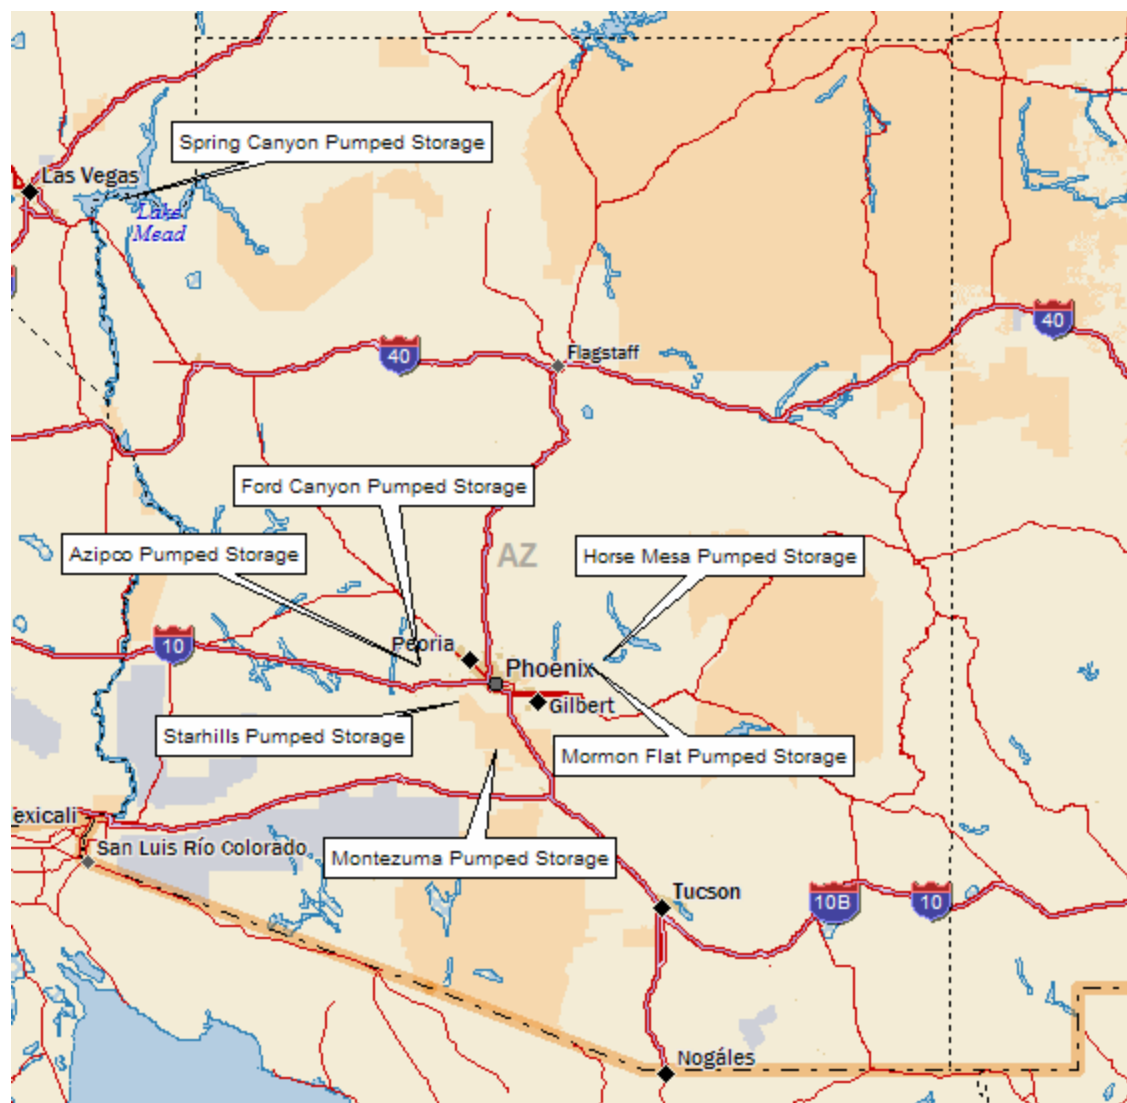 Spring Canyon Pumped Storage
Las Vegas
Lake
Mead
40
40
Flagstaff
Ford Canyon Pumped Storage
Azipco Pumped Storage
AZ
Horse Mesa Pumped Storage
10
Peoria
Phoenix
Gilbert
Starhills Pumped Storage
Mormon Flat Pumped Storage
exicali
San Luis Río Colorado
Montezuma Pumped Storage
Tucson
10B
10
Nogáles